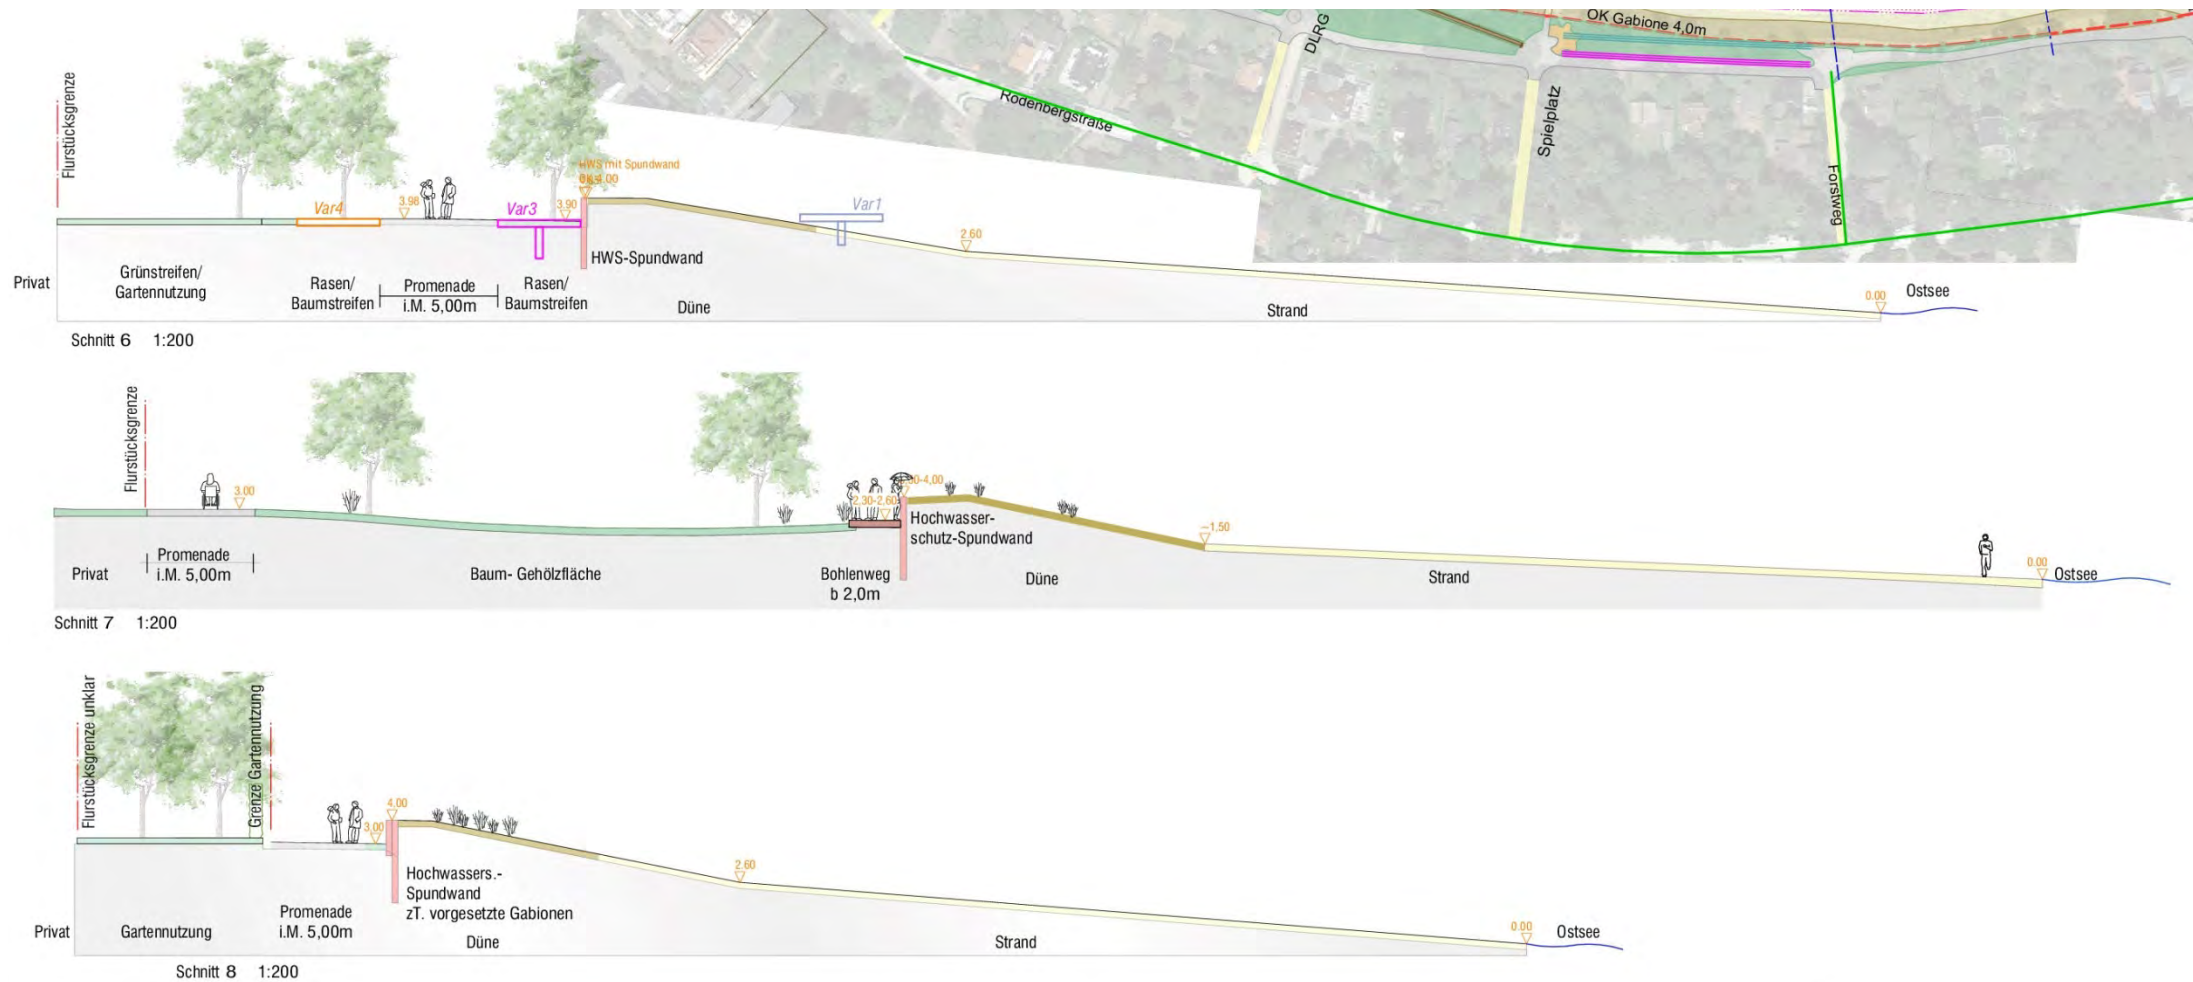 OK Gabione 4,0m
DLRG
Rodenbergstraße
Spielplatz
Forstweg
Flurstücksgrenze
HWS mit Spundwand
Var4
3.98
Var3
3.90
Var1
2.60
HWS-Spundwand
Privat
Grünstreifen/
Gartennutzung
Rasen/
Baumstreifen
Promenade
i.M. 5,00m
Rasen/
Baumstreifen
Düne
Strand
0.00
Ostsee
Schnitt 6 1:200
Flurstücksgrenze
3.00
2.30-2.60
Hochwasser-
schutz-Spundwand
~1,50
Privat
Promenade
i.M. 5,00m
Baum- Gehölzfläche
Bohlenweg
b 2,0m
Düne
Strand
0.00
Ostsee
Schnitt 7 1:200
Flurstücksgrenze unklar
Grenze Gartennutzung
4,00
3,00
2.60
Hochwassers.-
Spundwand
zT. vorgesetzte Gabionen
Privat
Gartennutzung
Promenade
i.M. 5,00m
Düne
Strand
0.00
Ostsee
Schnitt 8 1:200